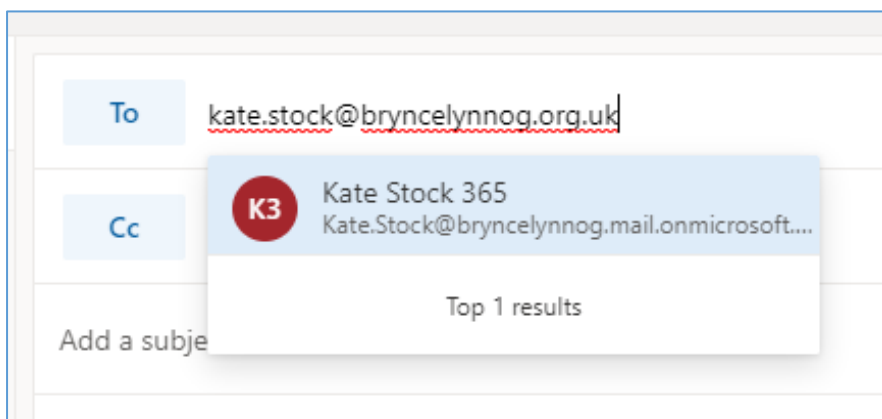 To
kate.stock@bryncelynnog.org.uk
K3
Kate Stock 365
Kate.Stock@bryncelynnog.mail.onmicrosoft....
Cc
Top 1 results
Add a subje